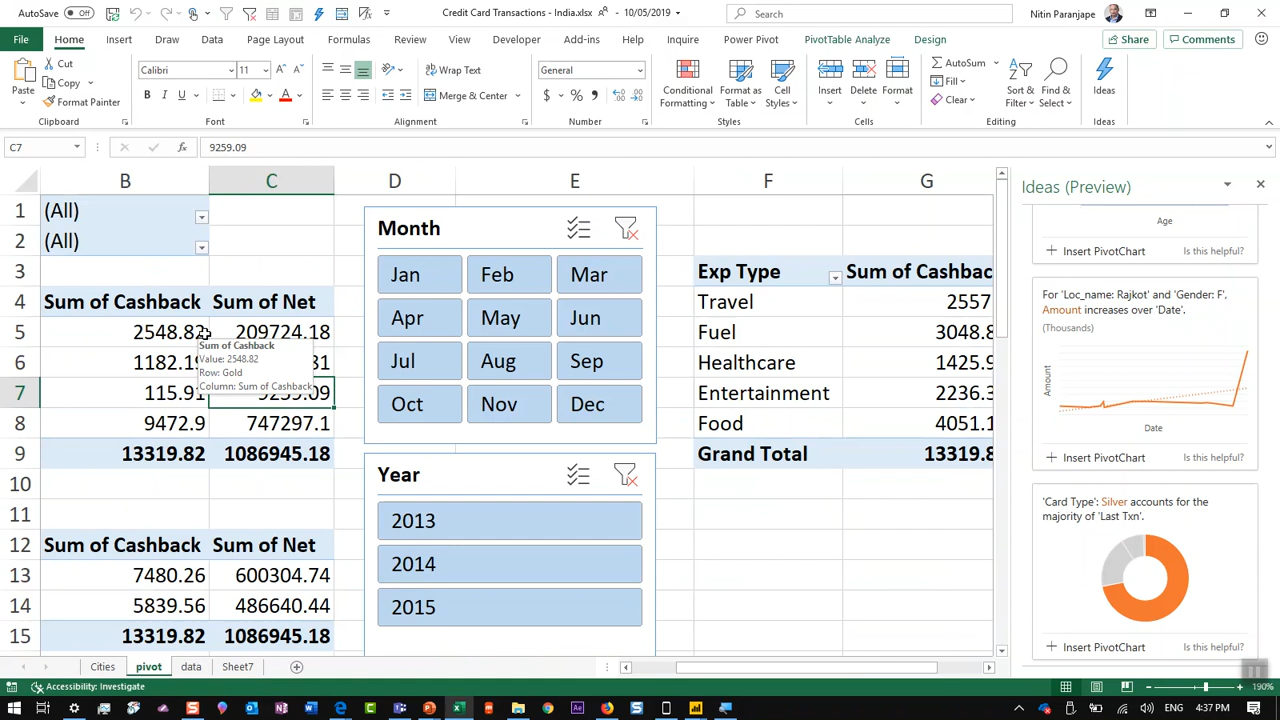 AutoSave Off Credit Card Transactions - India.xlsx 10/05/2019 Search Nitin Paranjape
File Home Insert Draw Data Page Layout Formulas Review View Developer Add-ins Help Inquire Power Pivot PivotTable Analyze Design Share Comments
Paste Cut Copy Format Painter
Clipboard
Calibri 11
B I U A
Font
Wrap Text
Merge & Center
Alignment
General
$ % ,
Number
Conditional Formatting Format as Table Cell Styles
Styles
Insert Delete Format
Cells
AutoSum Fill Clear Sort & Filter Find & Select
Editing
Ideas
Ideas
C7 fx 9259.09
B C D E F G
1 (All)
2 (All)
3
4 Sum of Cashback Sum of Net
5 2548.82 209724.18
6 1182.19 81
7 115.91 9259.09
8 9472.9 747297.1
9 13319.82 1086945.18
10
11
12 Sum of Cashback Sum of Net
13 7480.26 600304.74
14 5839.56 486640.44
15 13319.82 1086945.18
Sum of Cashback
Value: 2548.82
Row: Gold
Column: Sum of Cashback
Month
Jan Feb Mar
Apr May Jun
Jul Aug Sep
Oct Nov Dec
Year
2013
2014
2015
Exp Type Sum of Cashbac
Travel 2557
Fuel 3048.8
Healthcare 1425.9
Entertainment 2236.3
Food 4051.1
Grand Total 13319.8
Ideas (Preview)
Age
Insert PivotChart Is this helpful?
For 'Loc_name: Rajkot' and 'Gender: F',
Amount increases over 'Date'.
(Thousands)
Amount
Date
Insert PivotChart Is this helpful?
'Card Type': Silver accounts for the
majority of 'Last Txn'.
Insert PivotChart Is this helpful?
Cities pivot data Sheet7
Accessibility: Investigate 190%
4:37 PM